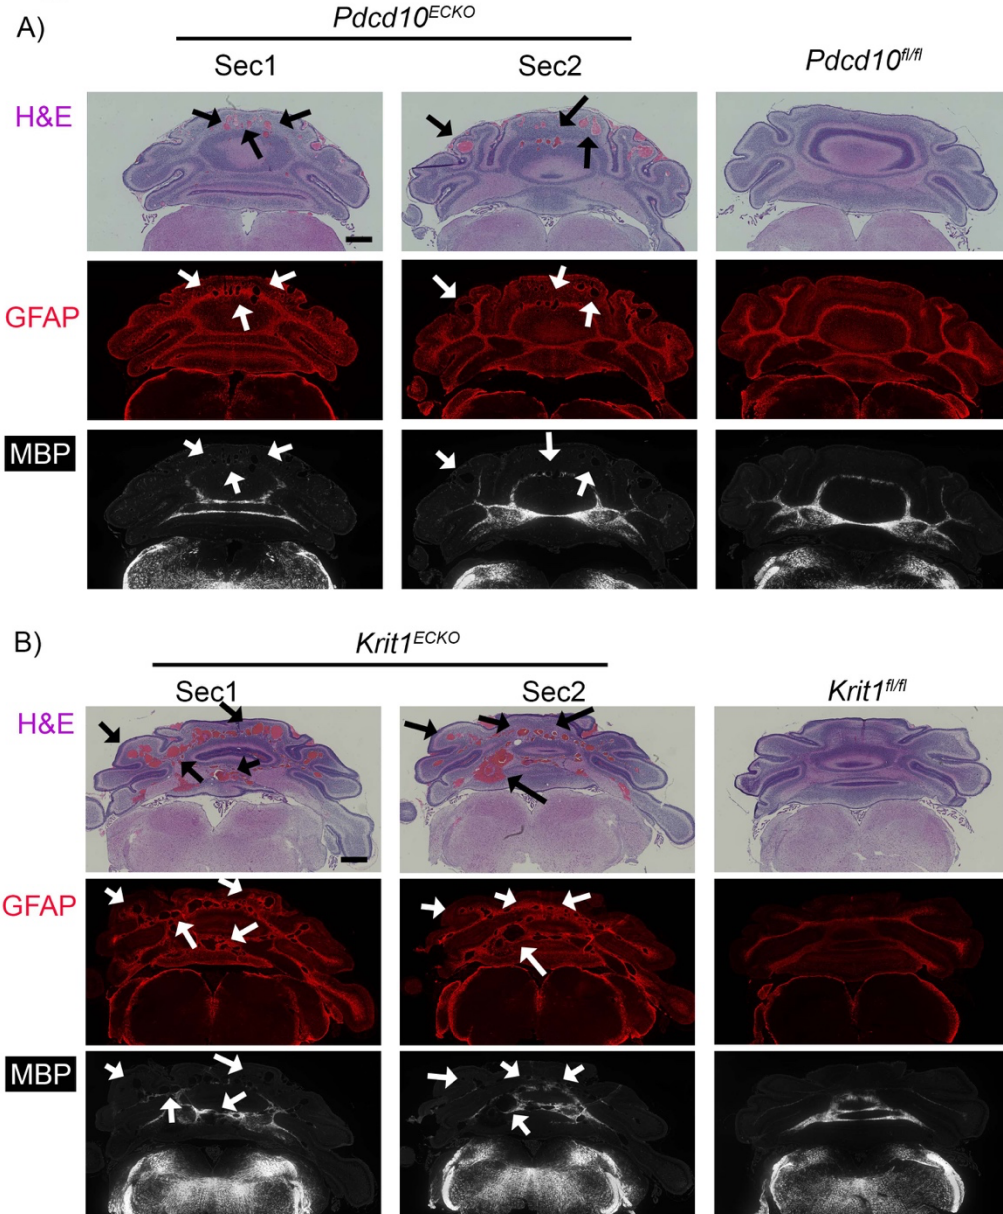 A)
Pdcd10ECKO
Sec1 Sec2 Pdcd10fl/fl
H&E
GFAP
MBP
B)
Krit1ECKO
Sec1 Sec2 Krit1fl/fl
H&E
GFAP
MBP